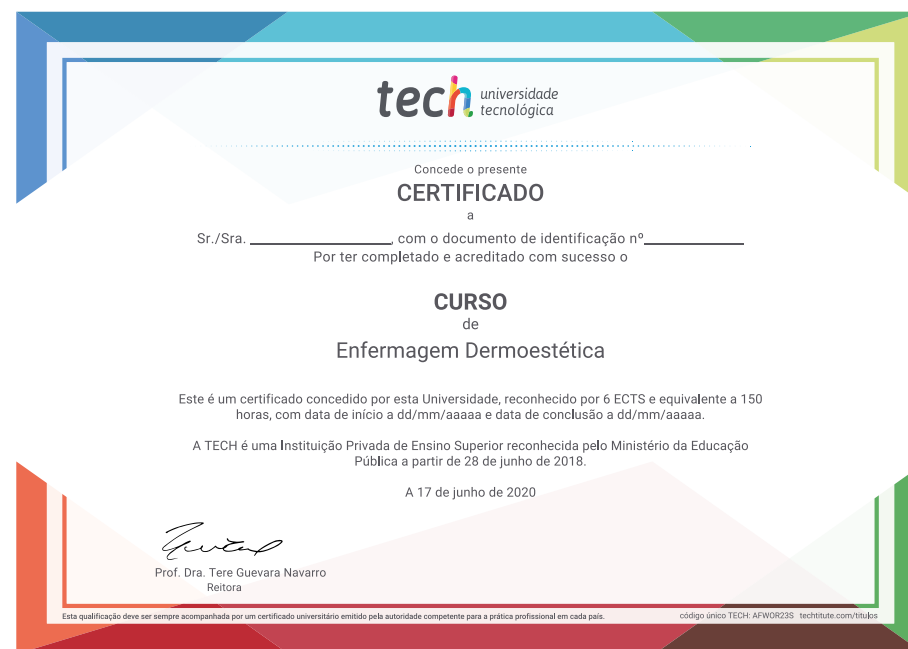 tech universidade
tecnológica
Concede o presente
CERTIFICADO
a
Sr./Sra. ____________________, com o documento de identificação nº______________
Por ter completado e acreditado com sucesso o
CURSO
de
Enfermagem Dermoestética
Este é um certificado concedido por esta Universidade, reconhecido por 6 ECTS e equivalente a 150
horas, com data de início a dd/mm/aaaaa e data de conclusão a dd/mm/aaaaa.
A TECH é uma Instituição Privada de Ensino Superior reconhecida pelo Ministério da Educação
Pública a partir de 28 de junho de 2018.
A 17 de junho de 2020
Prof. Dra. Tere Guevara Navarro
Reitora
Esta qualificação deve ser sempre acompanhada por um certificado universitário emitido pela autoridade competente para a prática profissional em cada país.
código único TECH: AFWOR23S techtitute.com/titulos